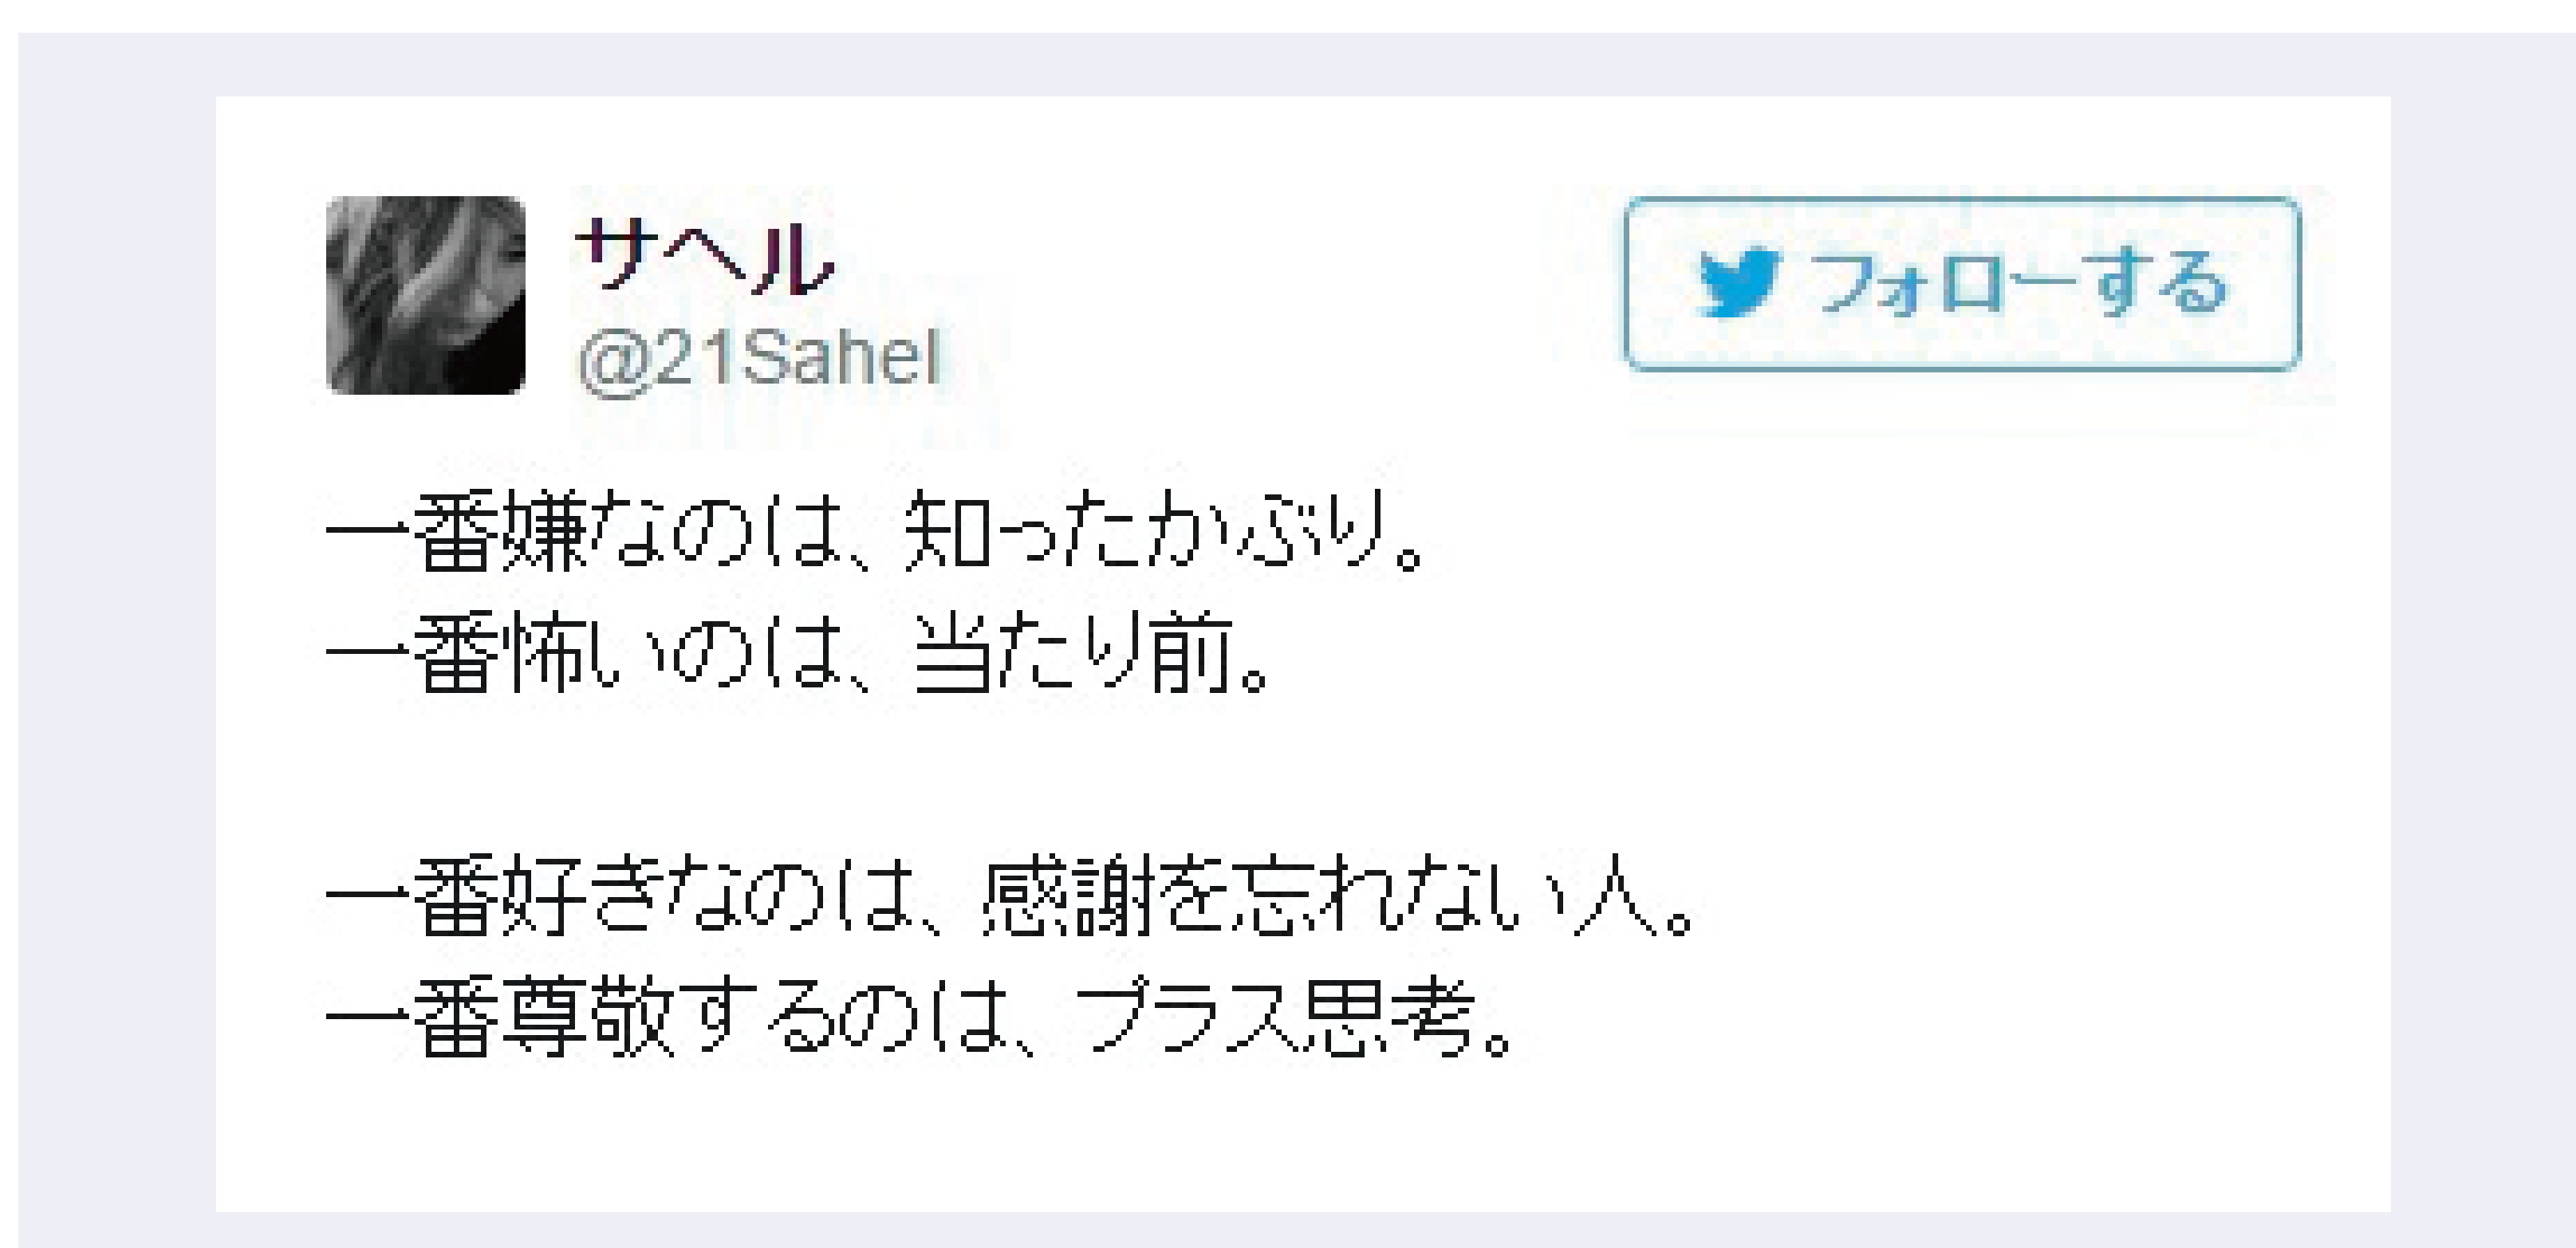 サヘル
フォローする
@21Sahel
一番嫌なのは、知ったかぶり。
一番怖いのは、当たり前。
一番好きなのは、感謝を忘れない人。
一番尊敬するのは、プラス思考。